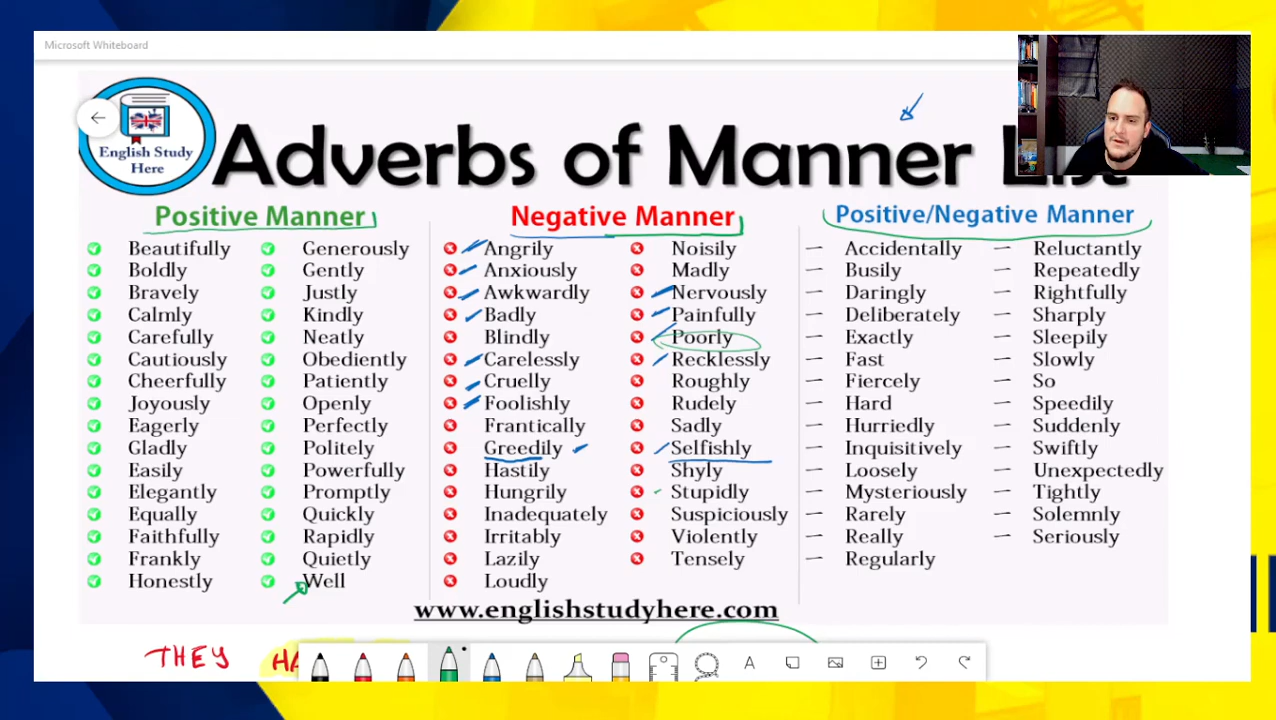 Microsoft Whiteboard
English Study
Here
Adverbs of Manner
Positive Manner
Beautifully Generously
Boldly Gently
Bravely Justly
Calmly Kindly
Carefully Neatly
Cautiously Obediently
Cheerfully Patiently
Joyously Openly
Eagerly Perfectly
Gladly Politely
Easily Powerfully
Elegantly Promptly
Equally Quickly
Faithfully Rapidly
Frankly Quietly
Honestly Well
Negative Manner
Angrily Noisily
Anxiously Madly
Awkwardly Nervously
Badly Painfully
Blindly Poorly
Carelessly Recklessly
Cruelly Roughly
Foolishly Rudely
Frantically Sadly
Greedily Selfishly
Hastily Shyly
Hungrily Stupidly
Inadequately Suspiciously
Irritably Violently
Lazily Tensely
Loudly
Positive/Negative Manner
Accidentally Reluctantly
Busily Repeatedly
Daringly Rightfully
Deliberately Sharply
Exactly Sleepily
Fast Slowly
Fiercely So
Hard Speedily
Hurriedly Suddenly
Inquisitively Swiftly
Loosely Unexpectedly
Mysteriously Tightly
Rarely Solemnly
Really Seriously
Regularly
www.englishstudyhere.com
THEY
A